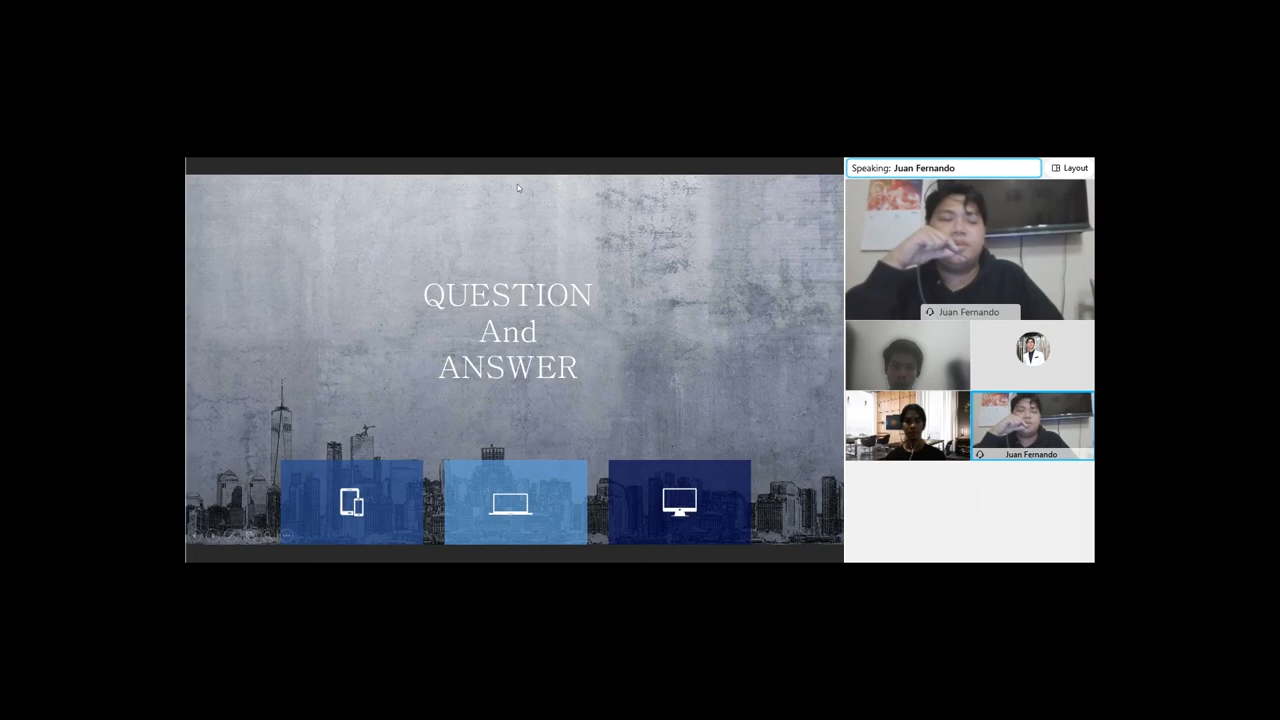 QUESTION
And
ANSWER
Speaking: Juan Fernando
Layout
Juan Fernando
Juan Fernando